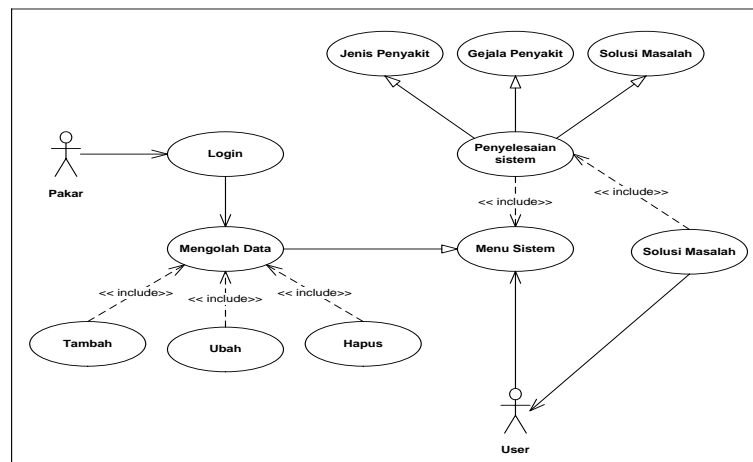 Jenis Penyakit
Gejala Penyakit
Solusi Masalah
Pakar
Login
Penyelesaian
sistem
<< include>>
<< include>>
Mengolah Data
Menu Sistem
Solusi Masalah
<< include>>
<< include>>
<< include>>
Tambah
Ubah
Hapus
User